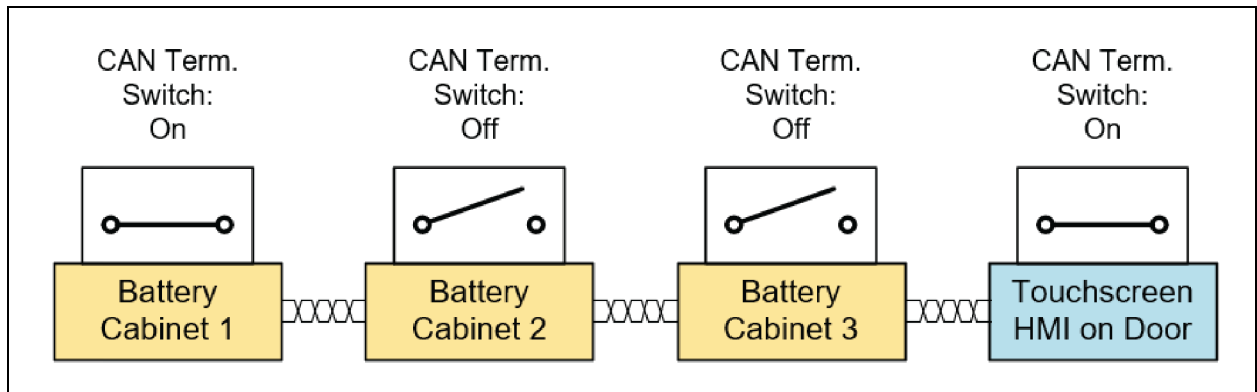 CAN Term.
Switch:
On
CAN Term.
Switch:
Off
CAN Term.
Switch:
Off
CAN Term.
Switch:
On
Battery
Cabinet 1
Battery
Cabinet 2
Battery
Cabinet 3
Touchscreen
HMI on Door